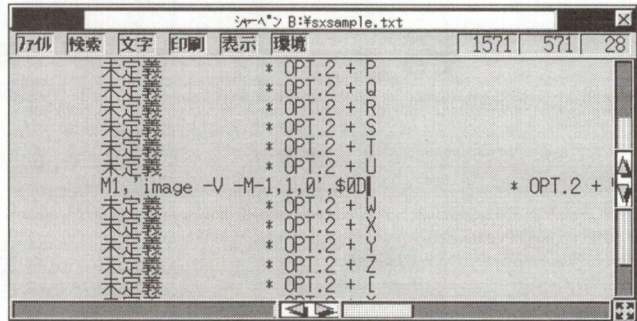 シャーペン B:¥sxsample.txt
ファイル 検索 文字 印刷 表示 環境 1571 571 28
未定義 * OPT.2 + P
未定義 * OPT.2 + Q
未定義 * OPT.2 + R
未定義 * OPT.2 + S
未定義 * OPT.2 + T
未定義 * OPT.2 + U
M1,'image -V -M-1,1,0',$0D * OPT.2 +
未定義 * OPT.2 + W
未定義 * OPT.2 + X
未定義 * OPT.2 + Y
未定義 * OPT.2 + Z
未定義 * OPT.2 + [